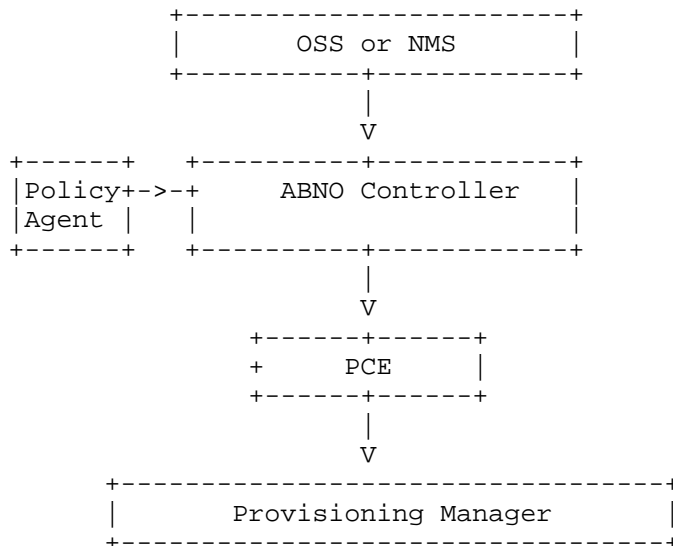 OSS or NMS
Policy
ABNO Controller
Agent
PCE
Provisioning Manager